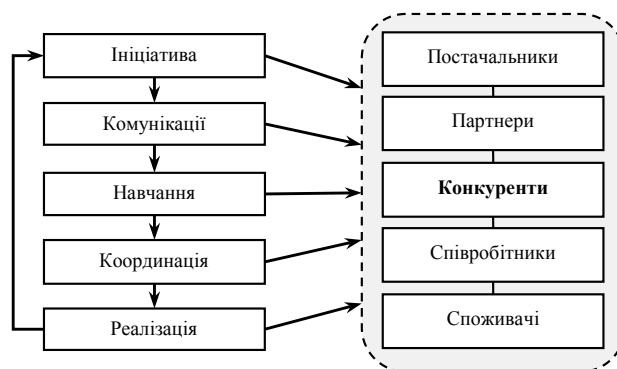 Ініціатива
Комунікації
Навчання
Координація
Реалізація
Постачальники
Партнери
Конкуренти
Співробітники
Споживачі